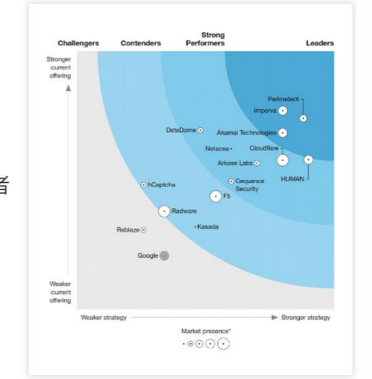 Strong
Challengers Contenders Performers Leaders
Stronger
current
offering
PerimeterX
Imperva
DataDome
Akamai Technologies
Netacea
Cloudflare
Arkose Labs
HUMAN
hCaptcha
Cequence
Security
F5
Radware
Reblaze
Kasada
Google
Weaker
current
offering
Weaker strategy
Stronger strategy
Market presence*
者